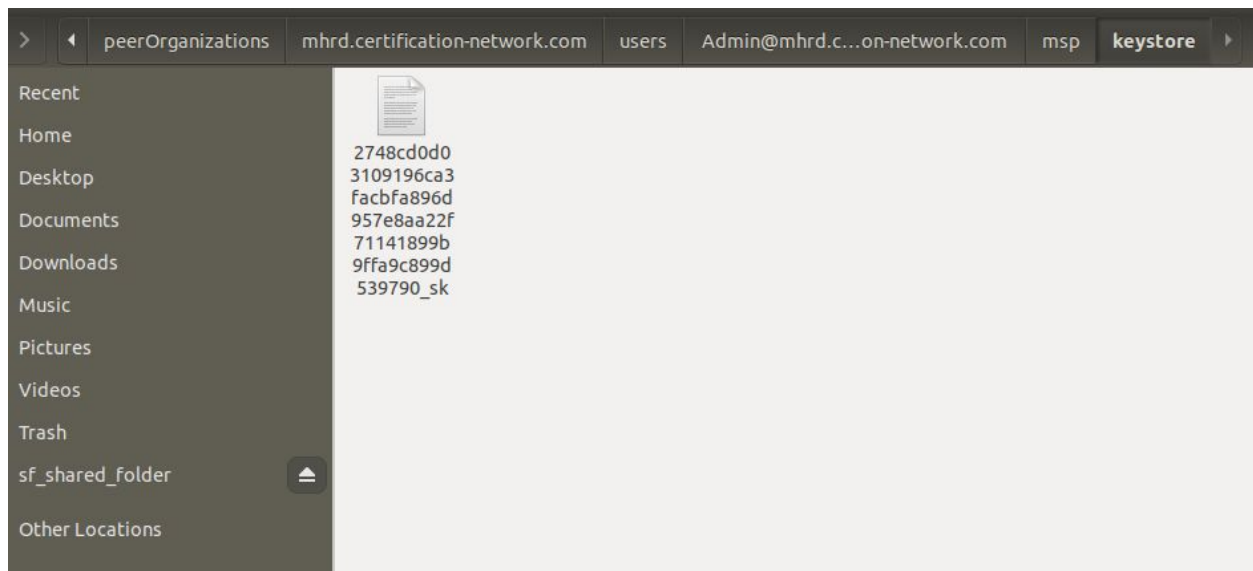 peerOrganizations mhrd.certification-network.com users Admin@mhrd.c...on-network.com msp keystore
Recent
Home
Desktop
Documents
Downloads
Music
Pictures
Videos
Trash
sf_shared_folder
Other Locations
2748cd0d0
3109196ca3
facbfa896d
957e8aa22f
71141899b
9ffa9c899d
539790_sk